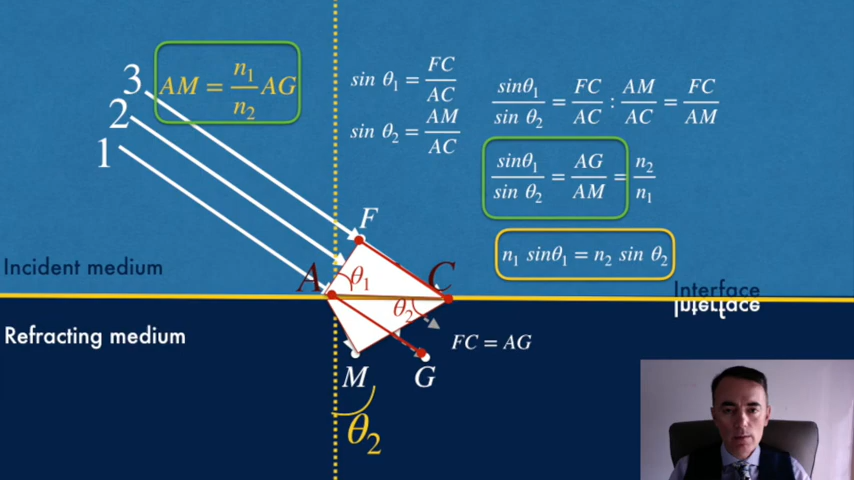 3
2
1
AM = n₁/n₂ AG
sin θ₁ = FC/AC
sin θ₂ = AM/AC
sinθ₁/sin θ₂ = FC/AC : AM/AC = FC/AM
sinθ₁/sin θ₂ = AG/AM = n₂/n₁
n₁ sinθ₁ = n₂ sin θ₂
F
Incident medium
A
θ₁
C
Interface
Interface
θ₂
Refracting medium
FC = AG
M
G
θ₂